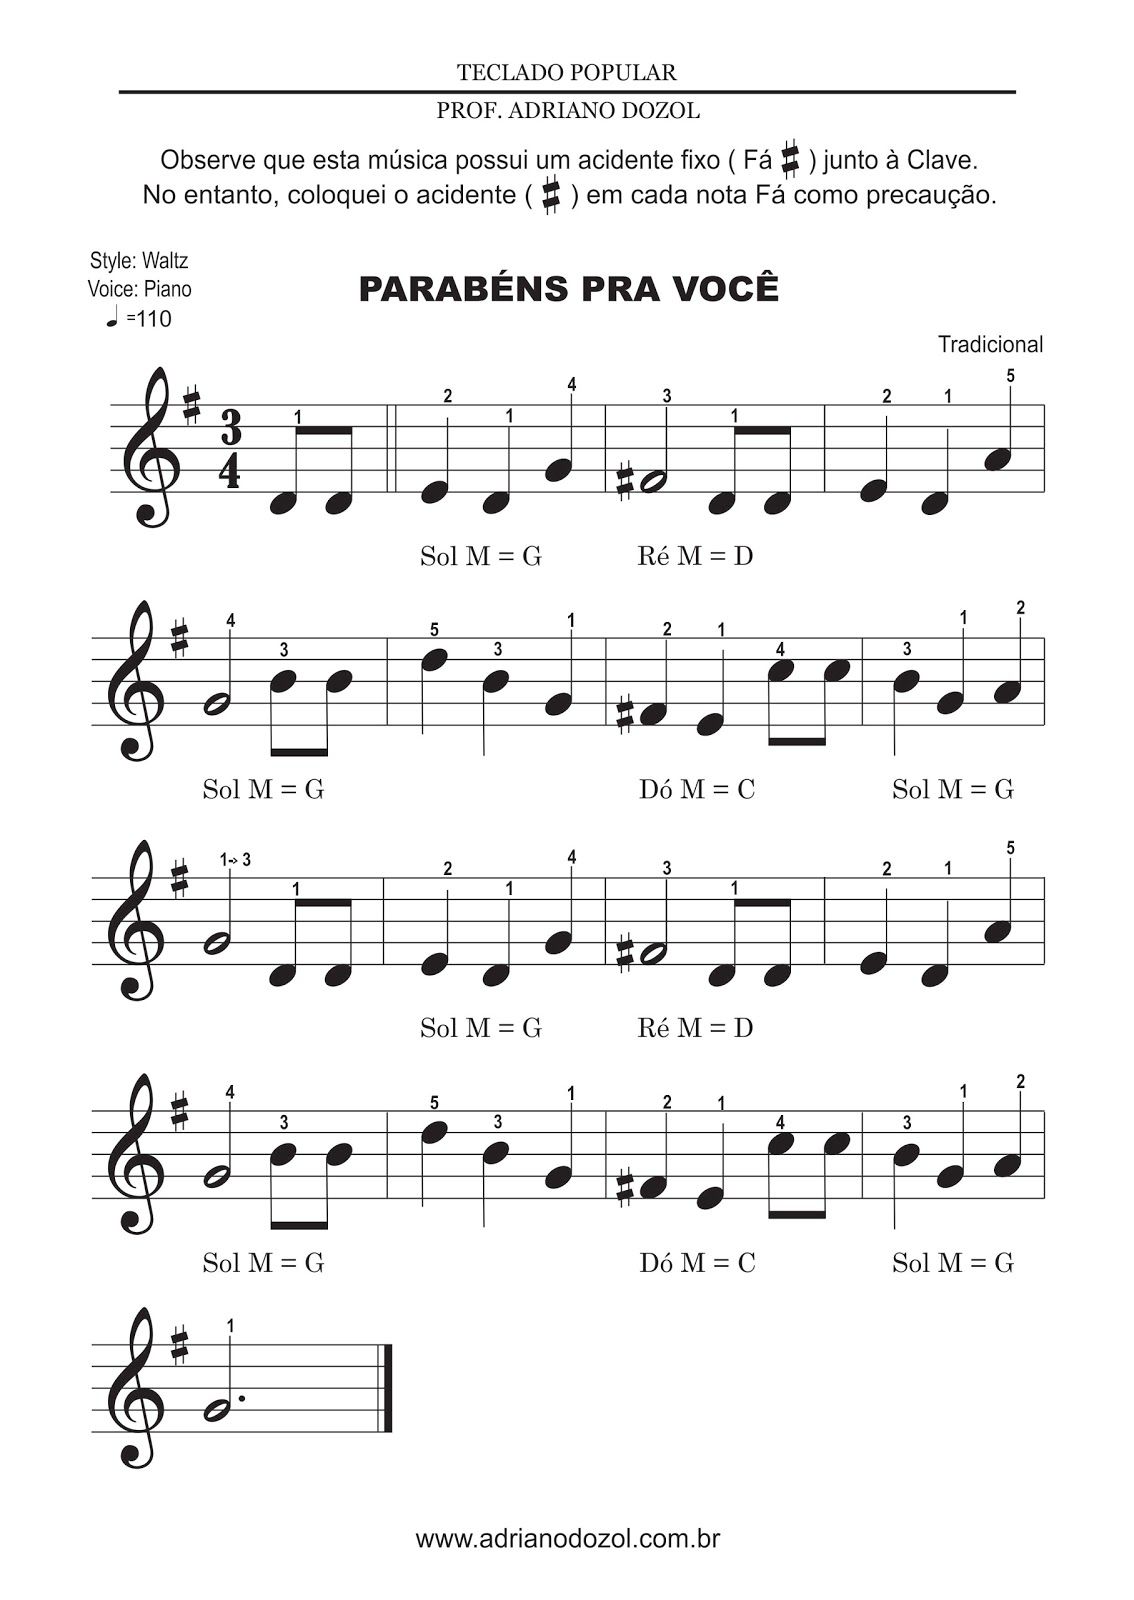 TECLADO POPULAR
PROF. ADRIANO DOZOL
Observe que esta música possui um acidente fixo ( Fá ♯ ) junto à Clave.
No entanto, coloquei o acidente ( ♯ ) em cada nota Fá como precaução.
Style: Waltz
Voice: Piano
♩ =110
PARABÉNS PRA VOCÊ
Tradicional
1 2 1 4 3 1 2 1 5
3
4
Sol M = G Ré M = D
4 3 5 3 1 2 1 4 3 1 2
Sol M = G Dó M = C Sol M = G
1-> 3 1 2 1 4 3 1 2 1 5
Sol M = G Ré M = D
4 3 5 3 1 2 1 4 3 1 2
Sol M = G Dó M = C Sol M = G
1
www.adrianodozol.com.br